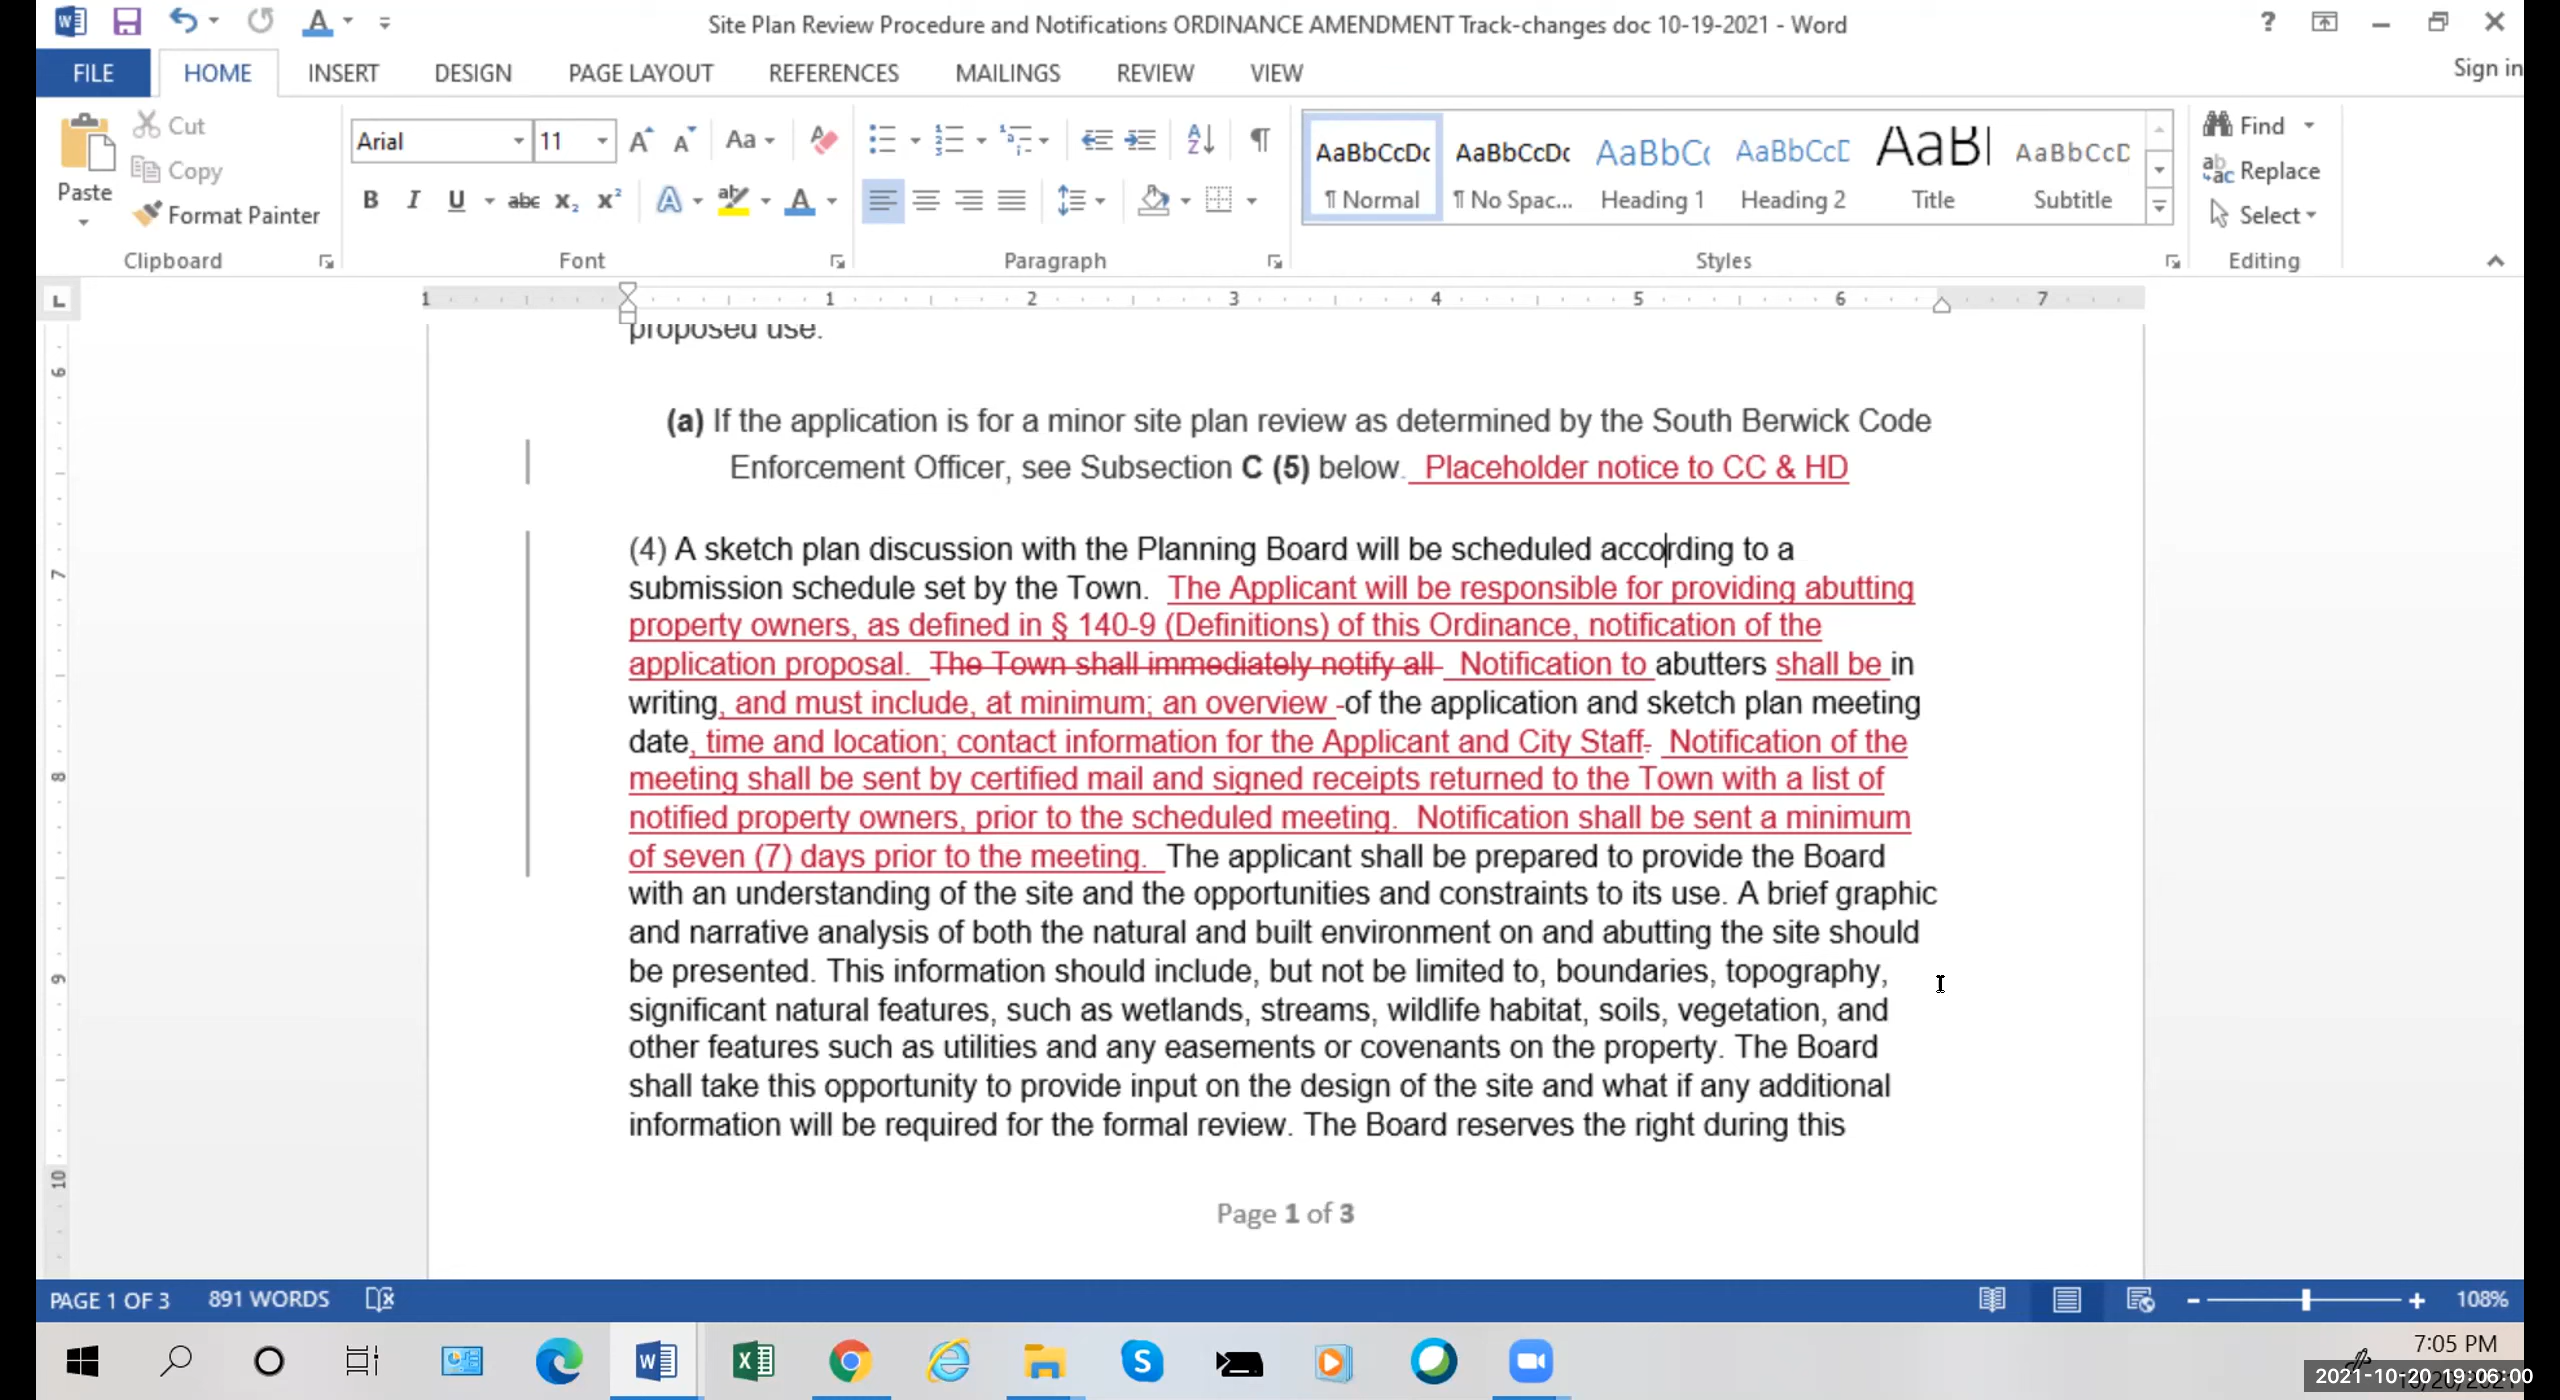 Site Plan Review Procedure and Notifications ORDINANCE AMENDMENT Track-changes doc 10-19-2021 - Word
FILE HOME INSERT DESIGN PAGE LAYOUT REFERENCES MAILINGS REVIEW VIEW Sign in
Paste
Cut
Copy
Format Painter
Clipboard
Arial 11
Font
Paragraph
AaBbCcDc AaBbCcDc AaBbC AaBbCcD AaBl AaBbCcD
¶ Normal ¶ No Spac... Heading 1 Heading 2 Title Subtitle
Styles
Find
Replace
Select
Editing
1 1 2 3 4 5 6 7
6
7
8
9
10
proposed use.
(a) If the application is for a minor site plan review as determined by the South Berwick Code
Enforcement Officer, see Subsection C (5) below. Placeholder notice to CC & HD
(4) A sketch plan discussion with the Planning Board will be scheduled according to a
submission schedule set by the Town. The Applicant will be responsible for providing abutting
property owners, as defined in § 140-9 (Definitions) of this Ordinance, notification of the
application proposal. The Town shall immediately notify all Notification to abutters shall be in
writing, and must include, at minimum; an overview -of the application and sketch plan meeting
date, time and location; contact information for the Applicant and City Staff. Notification of the
meeting shall be sent by certified mail and signed receipts returned to the Town with a list of
notified property owners, prior to the scheduled meeting. Notification shall be sent a minimum
of seven (7) days prior to the meeting. The applicant shall be prepared to provide the Board
with an understanding of the site and the opportunities and constraints to its use. A brief graphic
and narrative analysis of both the natural and built environment on and abutting the site should
be presented. This information should include, but not be limited to, boundaries, topography,
significant natural features, such as wetlands, streams, wildlife habitat, soils, vegetation, and
other features such as utilities and any easements or covenants on the property. The Board
shall take this opportunity to provide input on the design of the site and what if any additional
information will be required for the formal review. The Board reserves the right during this
Page 1 of 3
PAGE 1 OF 3 891 WORDS 108%
7:05 PM
2021-10-20 19:06:00